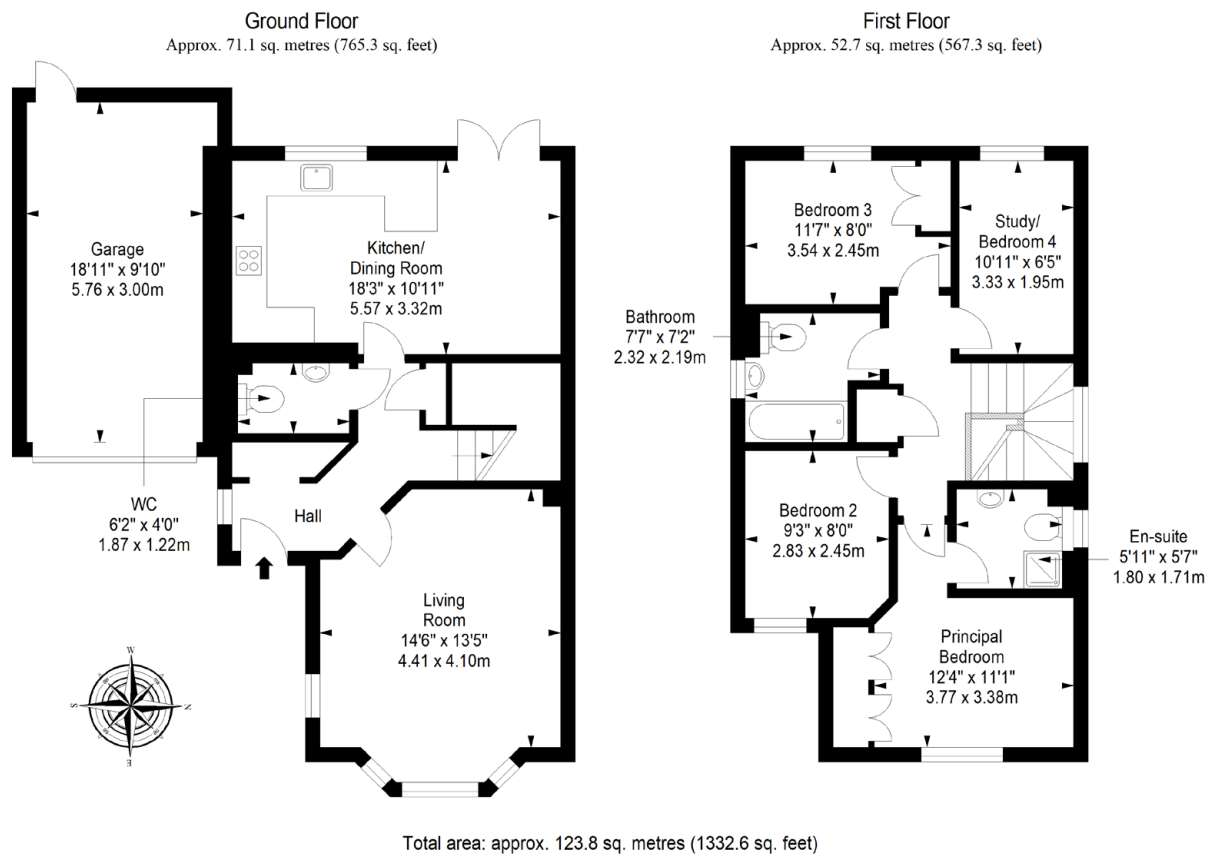 Ground Floor
Approx. 71.1 sq. metres (765.3 sq. feet)
Garage
18'11" x 9'10"
5.76 x 3.00m
Kitchen/
Dining Room
18'3" x 10'11"
5.57 x 3.32m
WC
6'2" x 4'0"
1.87 x 1.22m
Hall
Living
Room
14'6" x 13'5"
4.41 x 4.10m
W
S
N
E
First Floor
Approx. 52.7 sq. metres (567.3 sq. feet)
Bedroom 3
11'7" x 8'0"
3.54 x 2.45m
Study/
Bedroom 4
10'11" x 6'5"
3.33 x 1.95m
Bathroom
7'7" x 7'2"
2.32 x 2.19m
Bedroom 2
9'3" x 8'0"
2.83 x 2.45m
En-suite
5'11" x 5'7"
1.80 x 1.71m
Principal
Bedroom
12'4" x 11'1"
3.77 x 3.38m
Total area: approx. 123.8 sq. metres (1332.6 sq. feet)